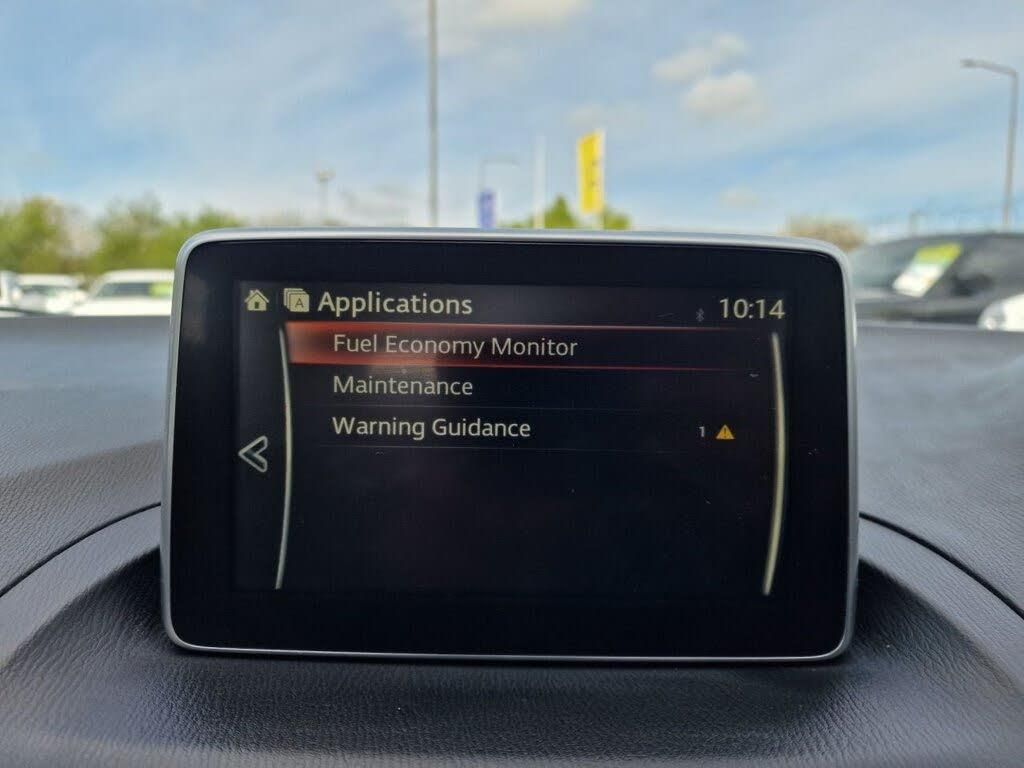 A Applications 10:14
Fuel Economy Monitor
Maintenance
Warning Guidance 1